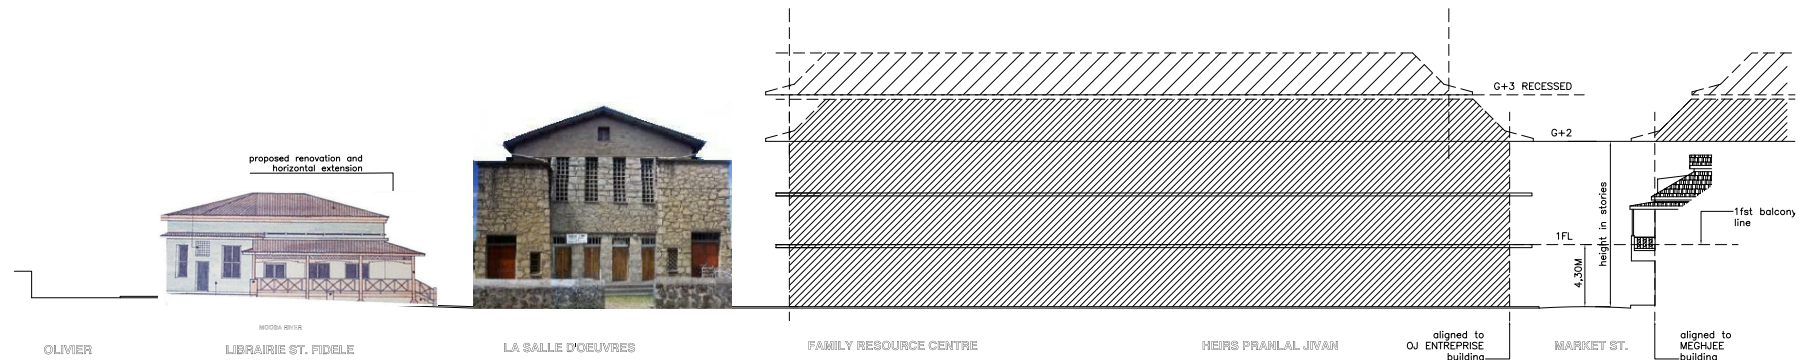 G+3 RECESSED
G+2
proposed renovation and
horizontal extension
height in stories
1fst balcony
line
1FL
4,30M
MOOSA RIVER
OLIVIER
LIBRAIRIE ST. FIDELE
LA SALLE D'OEUVRES
FAMILY RESOURCE CENTRE
HEIRS PRANLAL JIVAN
aligned to
OJ ENTREPRISE
building
MARKET ST.
aligned to
MEGHJEE
building